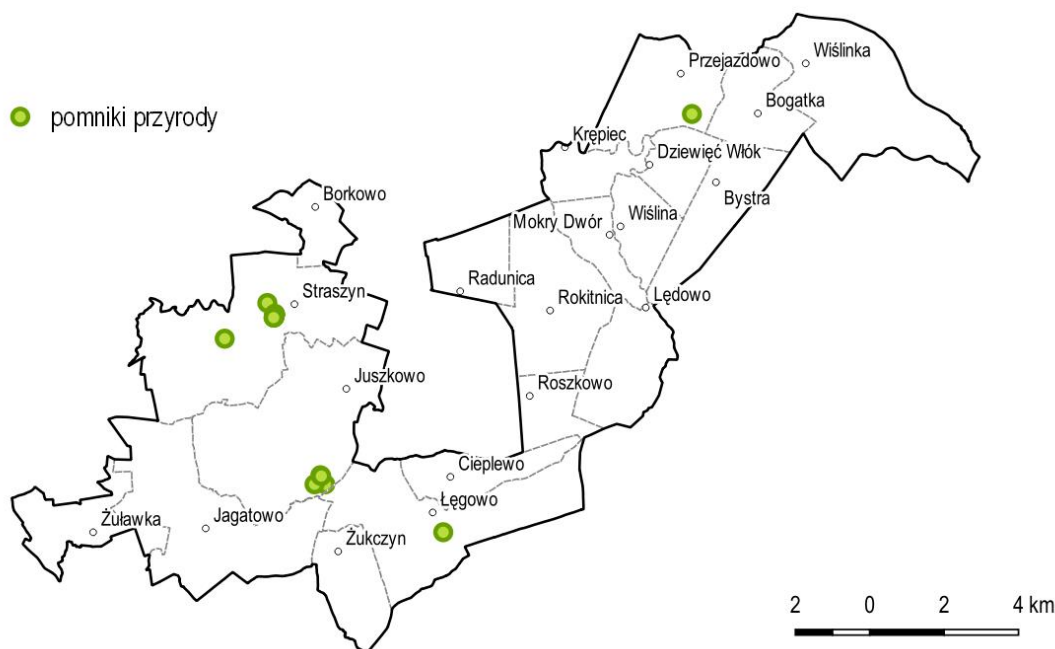 Przejazdowo
Wiślinka
pomniki przyrody
Bogatka
Krępiec
Dziewięć Włók
Borkowo
Bystra
Mokry Dwór
Wiślina
Radunica
Straszyn
Rokitnica
Lędowo
Juszkowo
Roszkowo
Cieplewo
Łęgowo
Żuławka
Jagatowo
Żukczyn
2 0 2 4 km